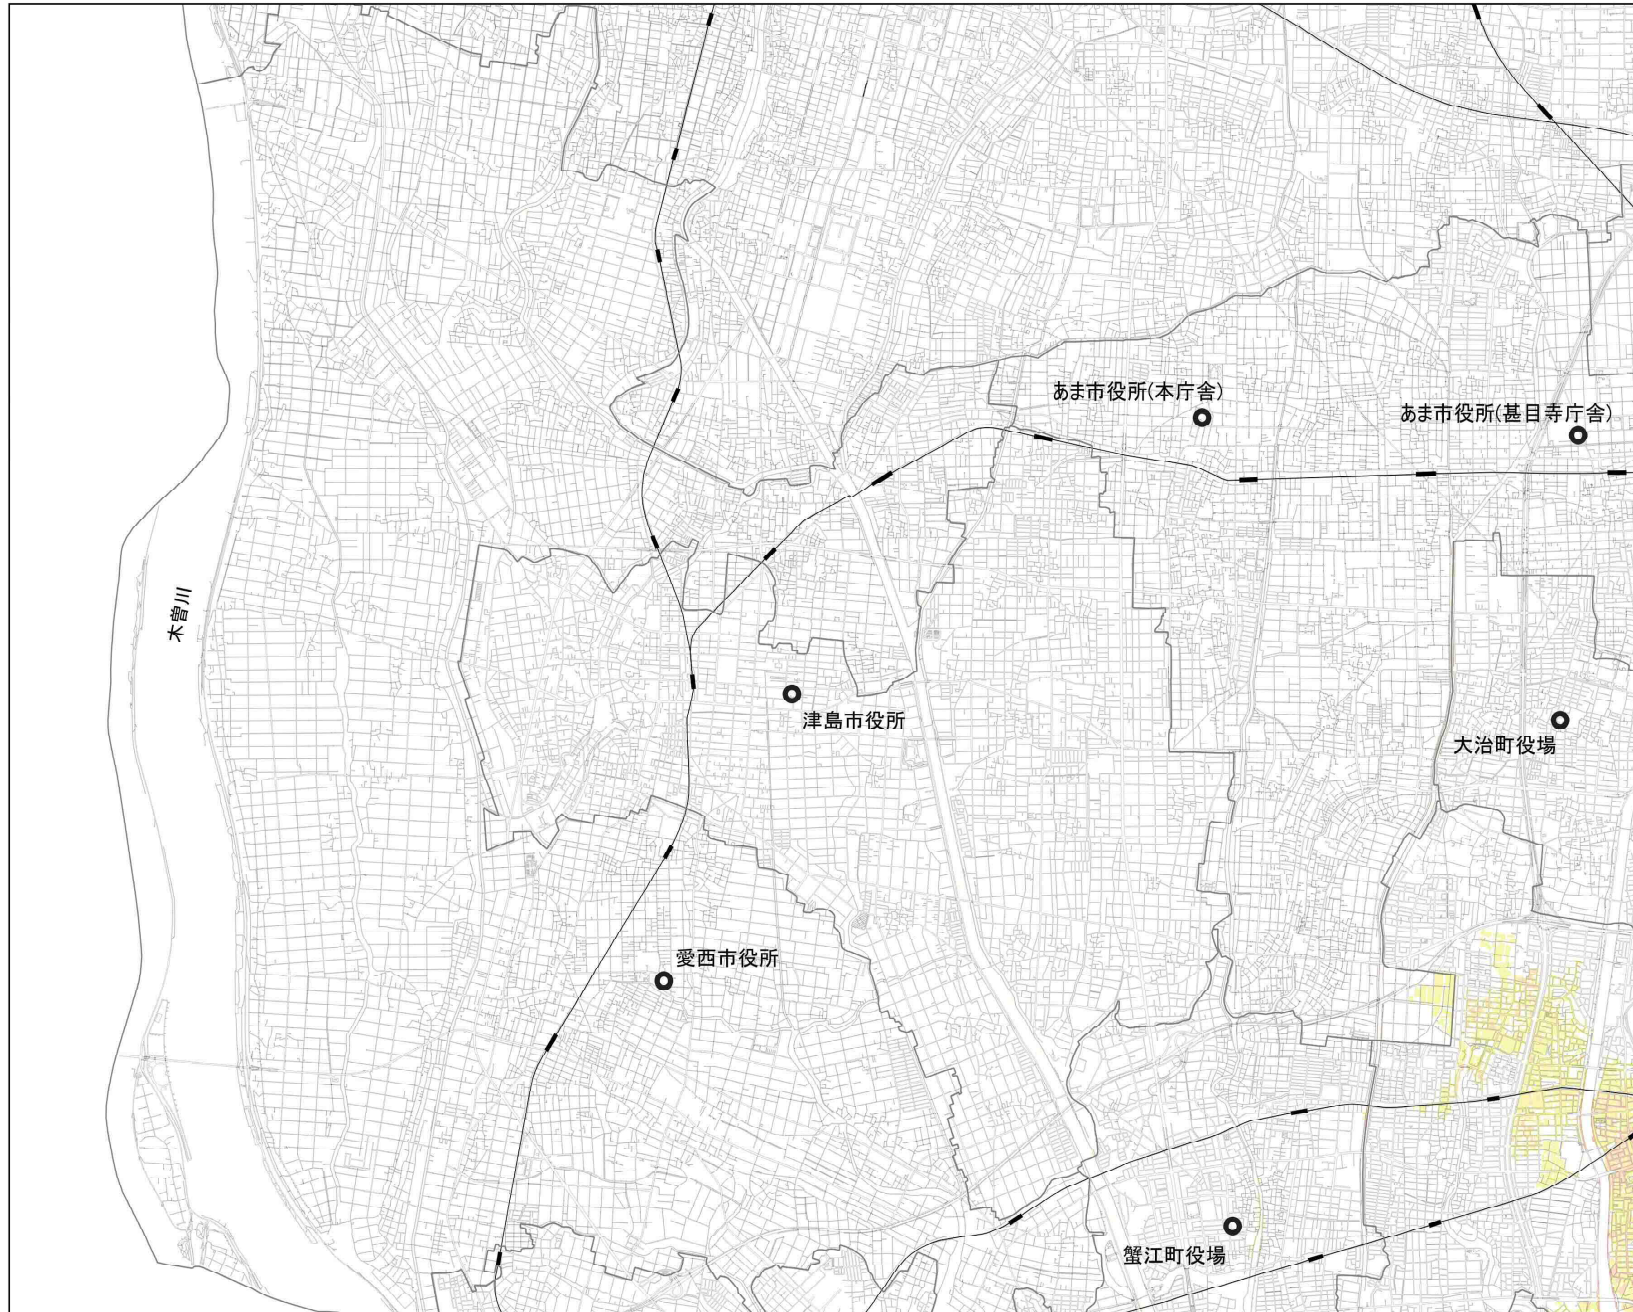 あま市役所(本庁舎)
あま市役所(甚目寺庁舎)
木曽川
津島市役所
大治町役場
愛西市役所
蟹江町役場